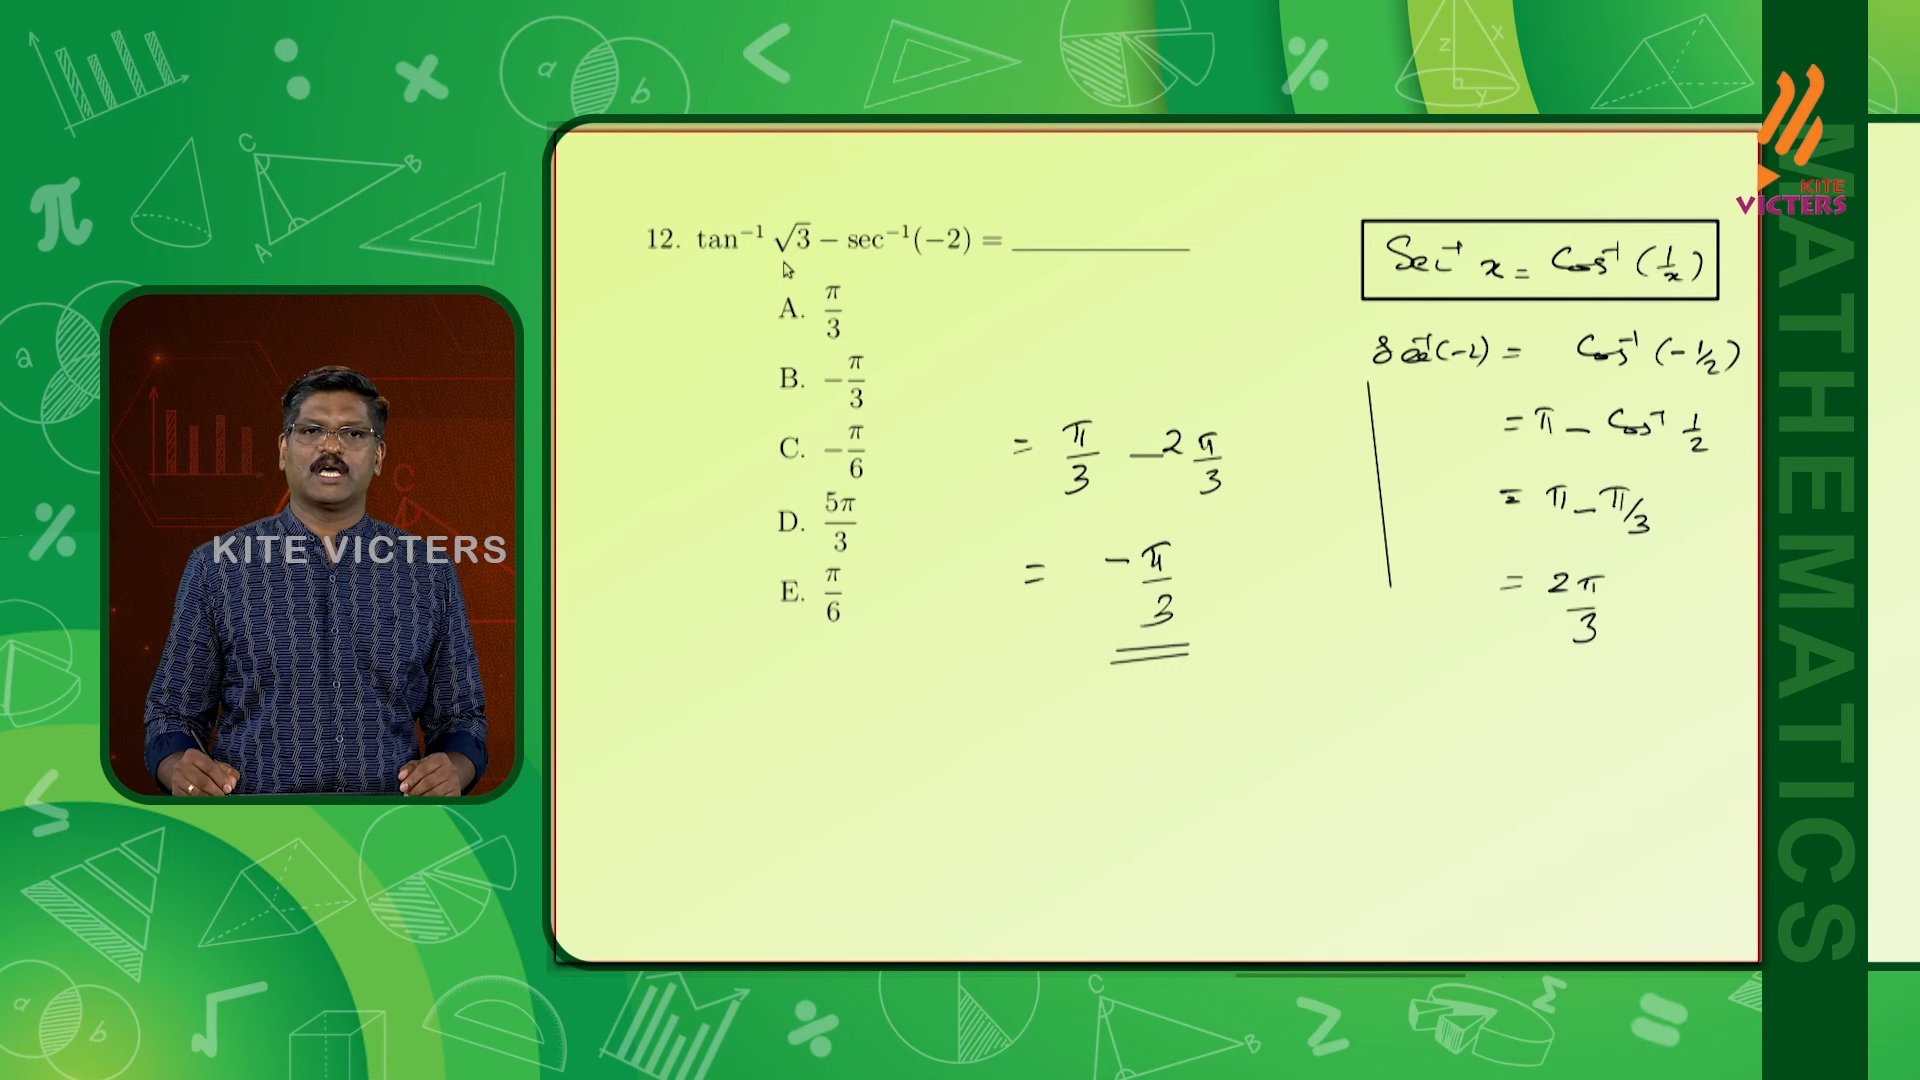 12. tan⁻¹ √3 − sec⁻¹(−2) = ____________
A. π/3
B. −π/3
C. −π/6
D. 5π/3
E. π/6
= π/3 − 2π/3
= −π/3
Sec⁻¹ x = Cos⁻¹ (1/x)
Sec⁻¹(−2) = Cos⁻¹ (−1/2)
= π − Cos⁻¹ 1/2
= π − π/3
= 2π/3
KITE VICTERS
KITE
VICTERS
MATHEMATICS
a
b
C
B
A
π
a
C
z
x
y
a
b
C
B